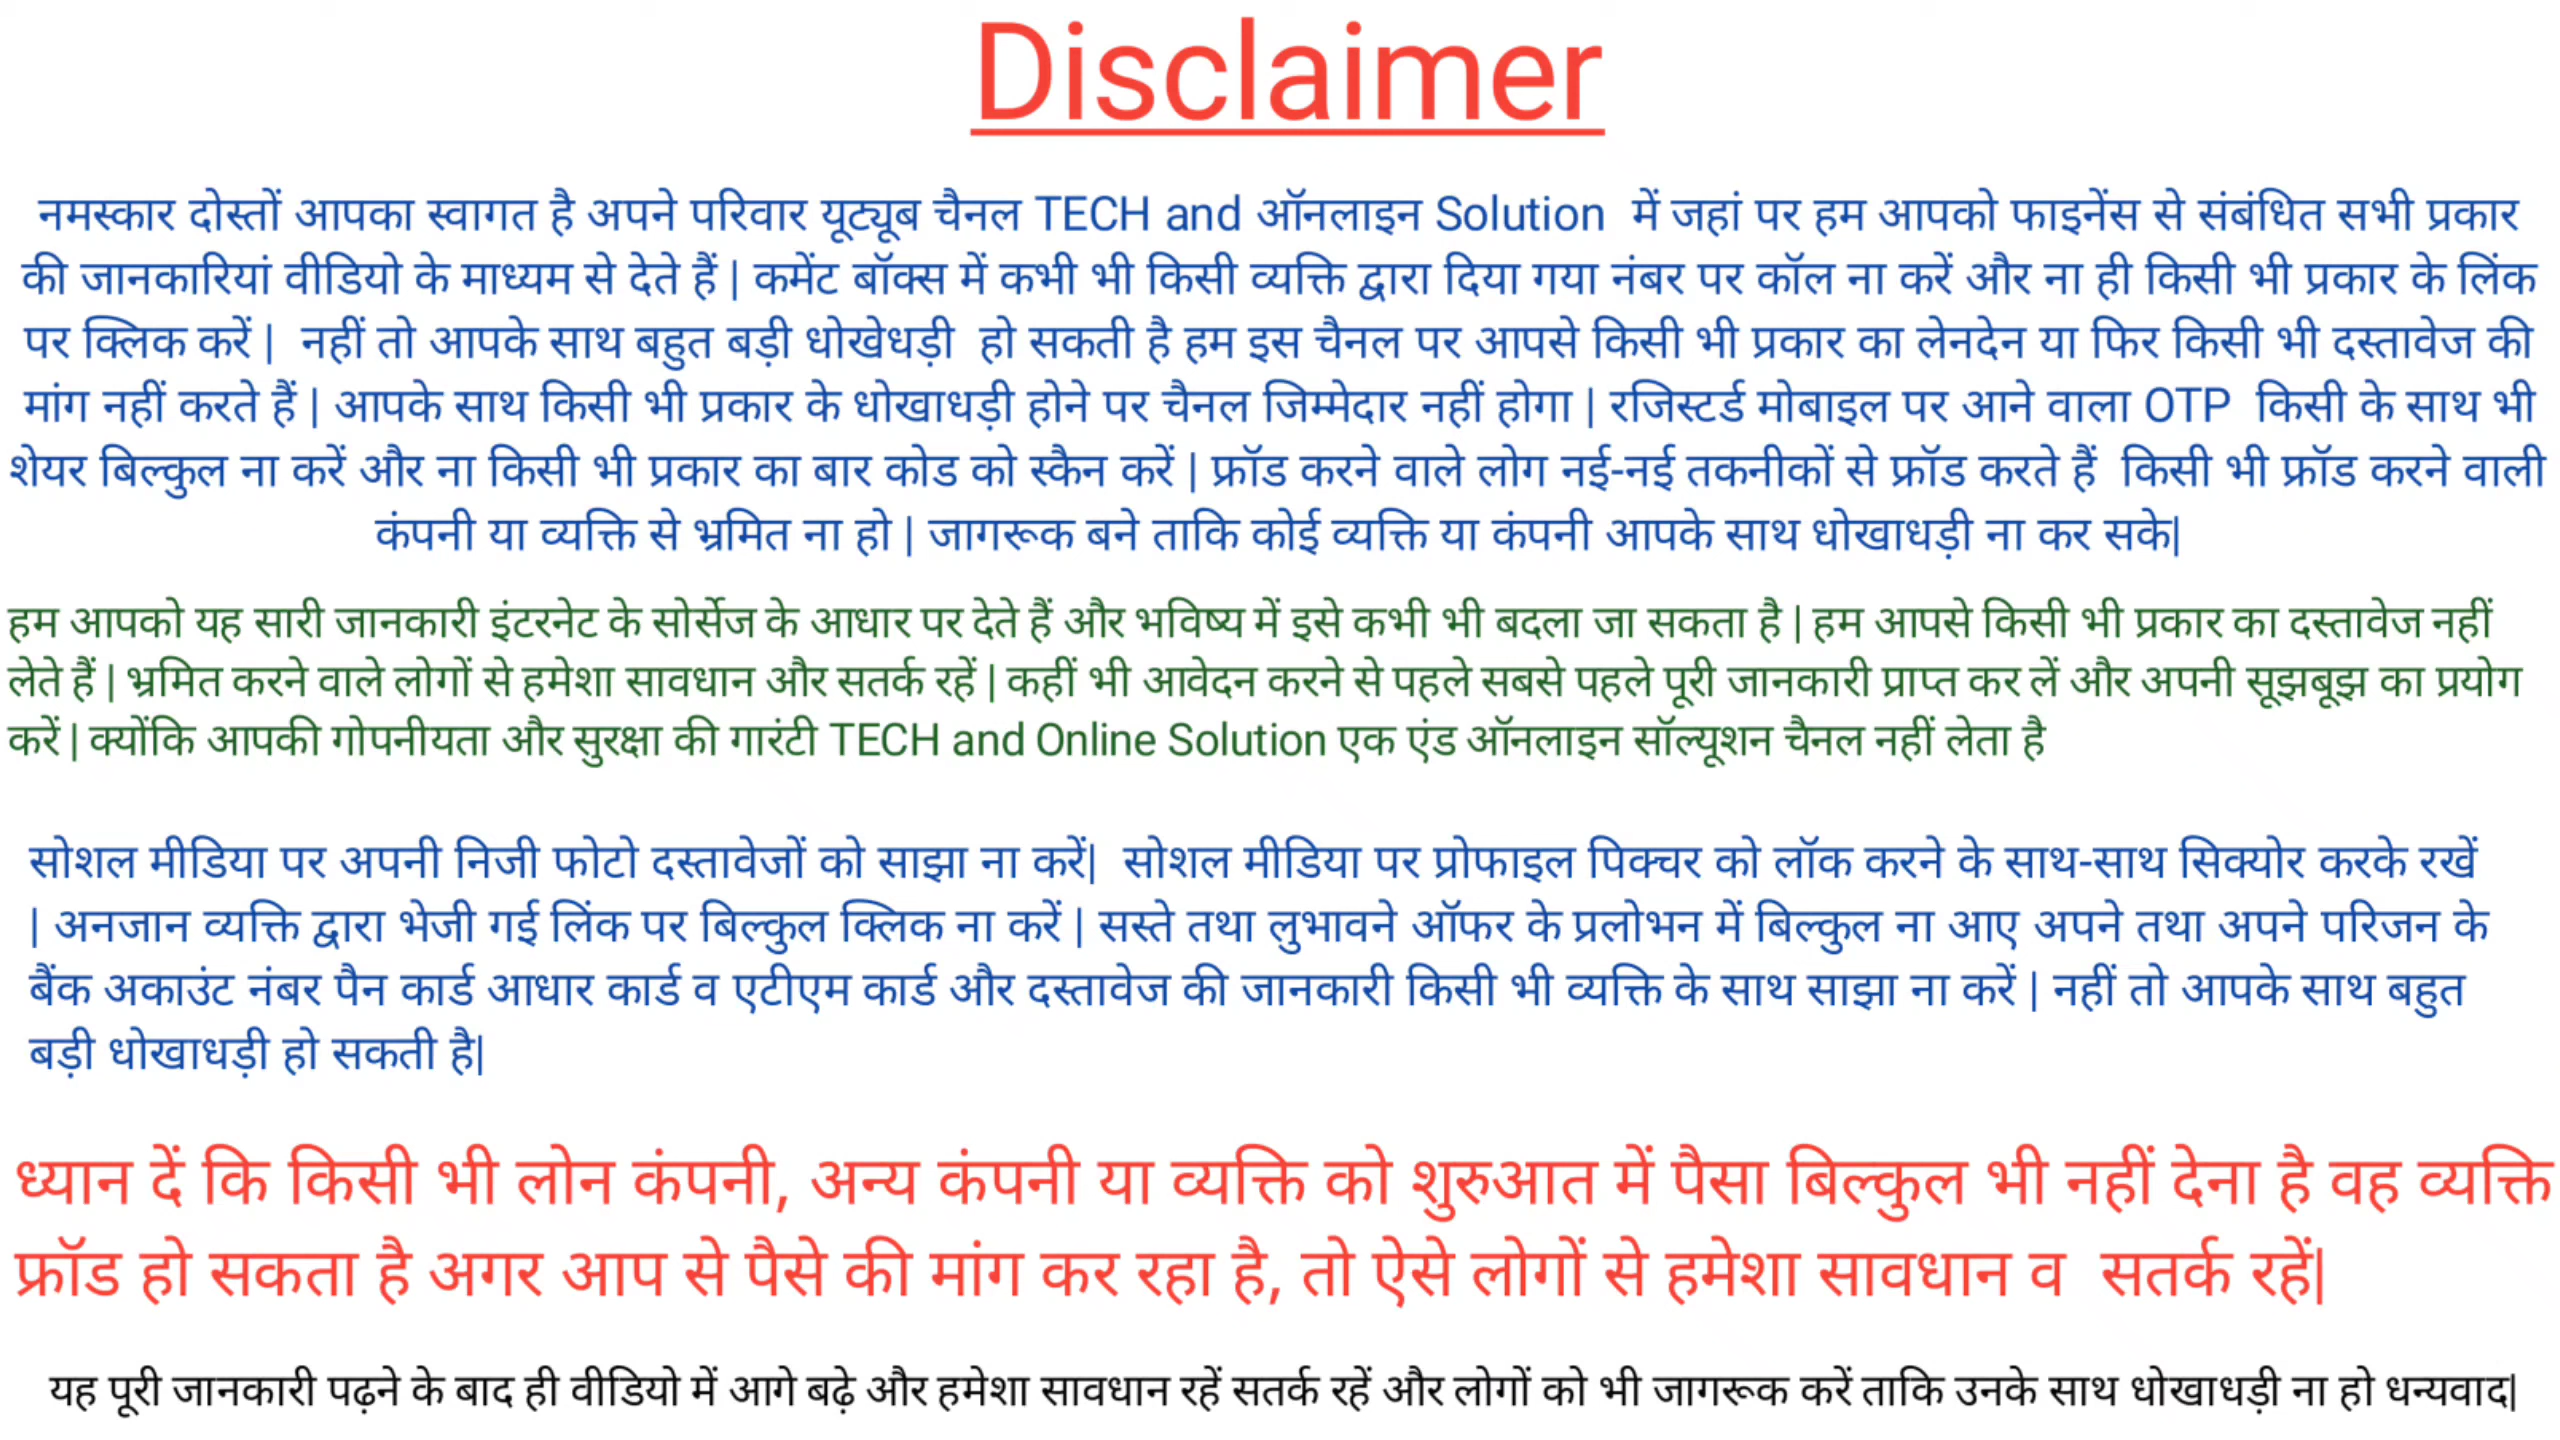 Disclaimer
नमस्कार दोस्तों आपका स्वागत है अपने परिवार यूट्यूब चैनल TECH and ऑनलाइन Solution में जहां पर हम आपको फाइनेंस से संबंधित सभी प्रकार
की जानकारियां वीडियो के माध्यम से देते हैं | कमेंट बॉक्स में कभी भी किसी व्यक्ति द्वारा दिया गया नंबर पर कॉल ना करें और ना ही किसी भी प्रकार के लिंक
पर क्लिक करें | नहीं तो आपके साथ बहुत बड़ी धोखेधड़ी हो सकती है हम इस चैनल पर आपसे किसी भी प्रकार का लेनदेन या फिर किसी भी दस्तावेज की
मांग नहीं करते हैं | आपके साथ किसी भी प्रकार के धोखाधड़ी होने पर चैनल जिम्मेदार नहीं होगा | रजिस्टर्ड मोबाइल पर आने वाला OTP किसी के साथ भी
शेयर बिल्कुल ना करें और ना किसी भी प्रकार का बार कोड को स्कैन करें | फ्रॉड करने वाले लोग नई-नई तकनीकों से फ्रॉड करते हैं किसी भी फ्रॉड करने वाली
कंपनी या व्यक्ति से भ्रमित ना हो | जागरूक बने ताकि कोई व्यक्ति या कंपनी आपके साथ धोखाधड़ी ना कर सके|
हम आपको यह सारी जानकारी इंटरनेट के सोर्सेज के आधार पर देते हैं और भविष्य में इसे कभी भी बदला जा सकता है | हम आपसे किसी भी प्रकार का दस्तावेज नहीं
लेते हैं | भ्रमित करने वाले लोगों से हमेशा सावधान और सतर्क रहें | कहीं भी आवेदन करने से पहले सबसे पहले पूरी जानकारी प्राप्त कर लें और अपनी सूझबूझ का प्रयोग
करें | क्योंकि आपकी गोपनीयता और सुरक्षा की गारंटी TECH and Online Solution एक एंड ऑनलाइन सॉल्यूशन चैनल नहीं लेता है
सोशल मीडिया पर अपनी निजी फोटो दस्तावेजों को साझा ना करें| सोशल मीडिया पर प्रोफाइल पिक्चर को लॉक करने के साथ-साथ सिक्योर करके रखें
| अनजान व्यक्ति द्वारा भेजी गई लिंक पर बिल्कुल क्लिक ना करें | सस्ते तथा लुभावने ऑफर के प्रलोभन में बिल्कुल ना आए अपने तथा अपने परिजन के
बैंक अकाउंट नंबर पैन कार्ड आधार कार्ड व एटीएम कार्ड और दस्तावेज की जानकारी किसी भी व्यक्ति के साथ साझा ना करें | नहीं तो आपके साथ बहुत
बड़ी धोखाधड़ी हो सकती है|
ध्यान दें कि किसी भी लोन कंपनी, अन्य कंपनी या व्यक्ति को शुरुआत में पैसा बिल्कुल भी नहीं देना है वह व्यक्ति
फ्रॉड हो सकता है अगर आप से पैसे की मांग कर रहा है, तो ऐसे लोगों से हमेशा सावधान व सतर्क रहें|
यह पूरी जानकारी पढ़ने के बाद ही वीडियो में आगे बढ़े और हमेशा सावधान रहें सतर्क रहें और लोगों को भी जागरूक करें ताकि उनके साथ धोखाधड़ी ना हो धन्यवाद|